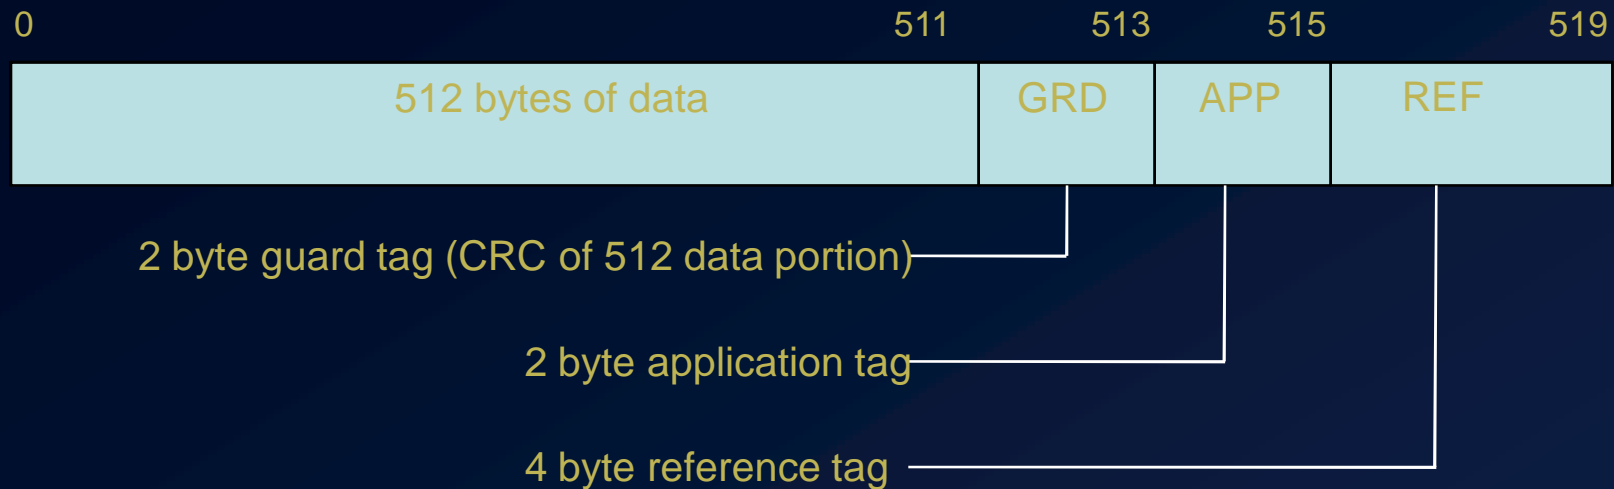 0 511 513 515 519
512 bytes of data GRD APP REF
2 byte guard tag (CRC of 512 data portion)
2 byte application tag
4 byte reference tag